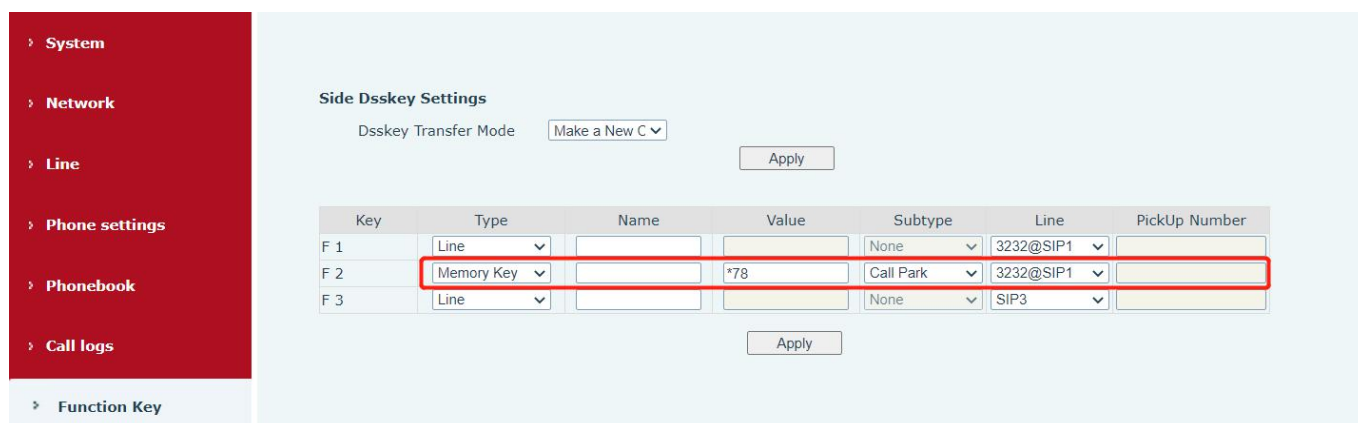 System
Network
Line
Phone settings
Phonebook
Call logs
Function Key
Side Dsskey Settings
Dsskey Transfer Mode Make a New C
Apply
Key Type Name Value Subtype Line PickUp Number
F 1 Line None 3232@SIP1
F 2 Memory Key *78 Call Park 3232@SIP1
F 3 Line None SIP3
Apply